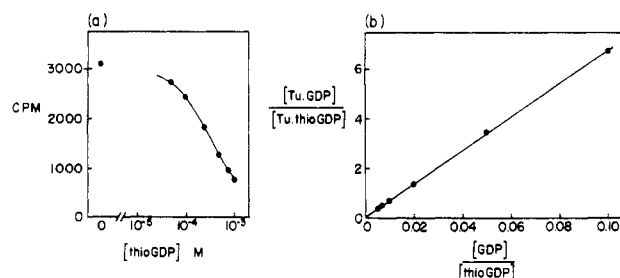 (a)
3000
2000
1000
0
CPM
0
10⁻⁵
10⁻⁴
10⁻³
[thioGDP] M
(b)
[Tu.GDP]
[Tu.thioGDP]
6
4
2
0
0
0.02
0.04
0.06
0.08
0.10
[GDP]
[thioGDP]